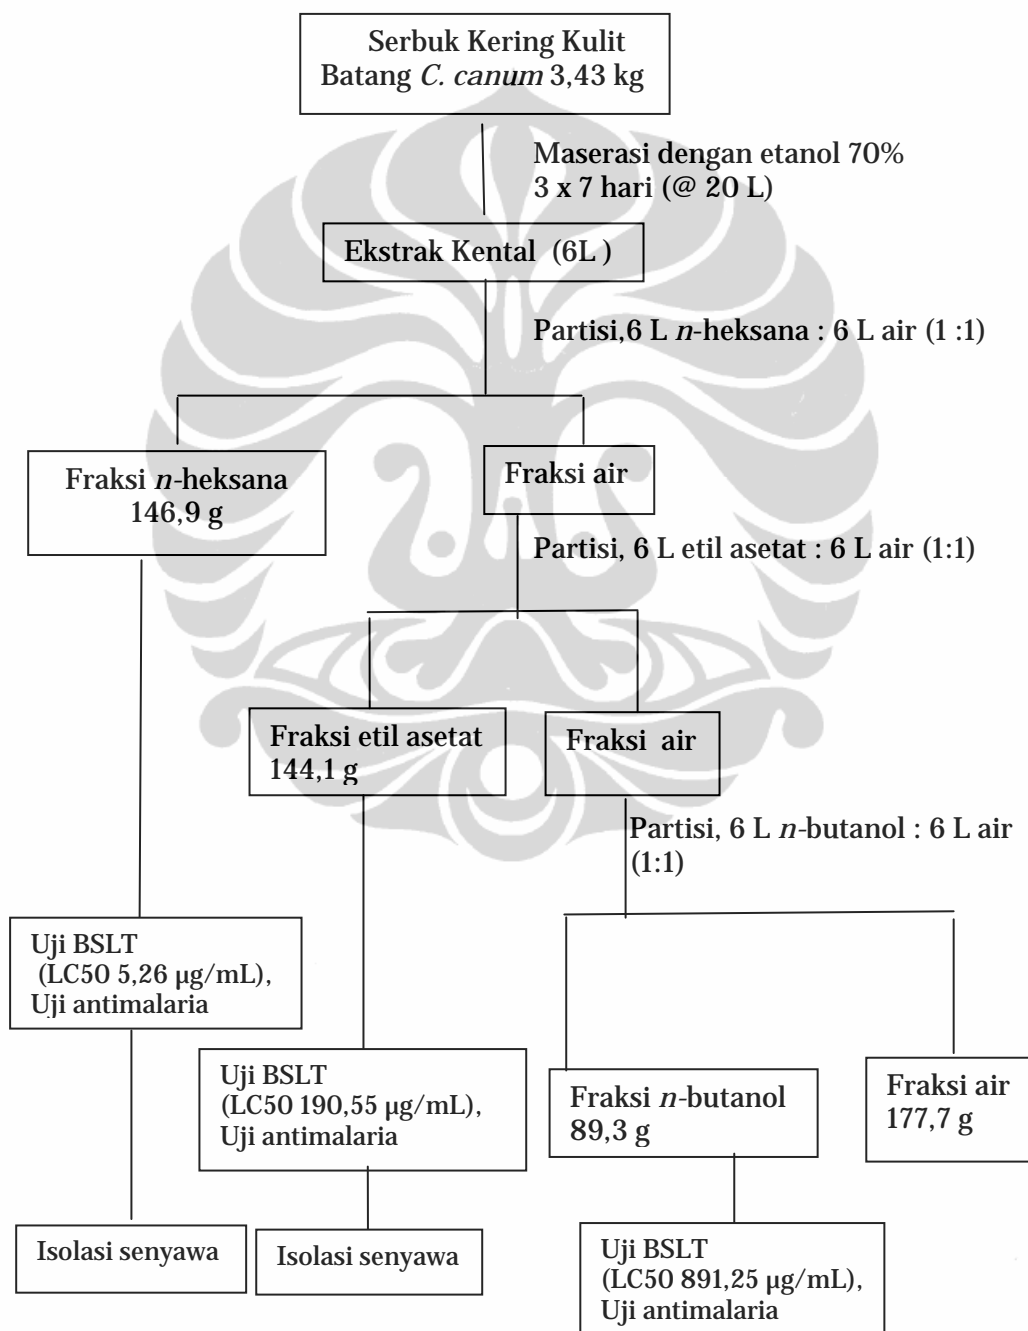 Serbuk Kering Kulit
Batang C. canum 3,43 kg
Maserasi dengan etanol 70%
3 x 7 hari (@ 20 L)
Ekstrak Kental (6L )
Partisi,6 L n-heksana : 6 L air (1 :1)
Fraksi n-heksana
146,9 g
Fraksi air
Partisi, 6 L etil asetat : 6 L air (1:1)
Fraksi etil asetat
144,1 g
Fraksi air
Partisi, 6 L n-butanol : 6 L air
(1:1)
Uji BSLT
(LC50 5,26 µg/mL),
Uji antimalaria
Uji BSLT
(LC50 190,55 µg/mL),
Uji antimalaria
Fraksi n-butanol
89,3 g
Fraksi air
177,7 g
Isolasi senyawa
Isolasi senyawa
Uji BSLT
(LC50 891,25 µg/mL),
Uji antimalaria